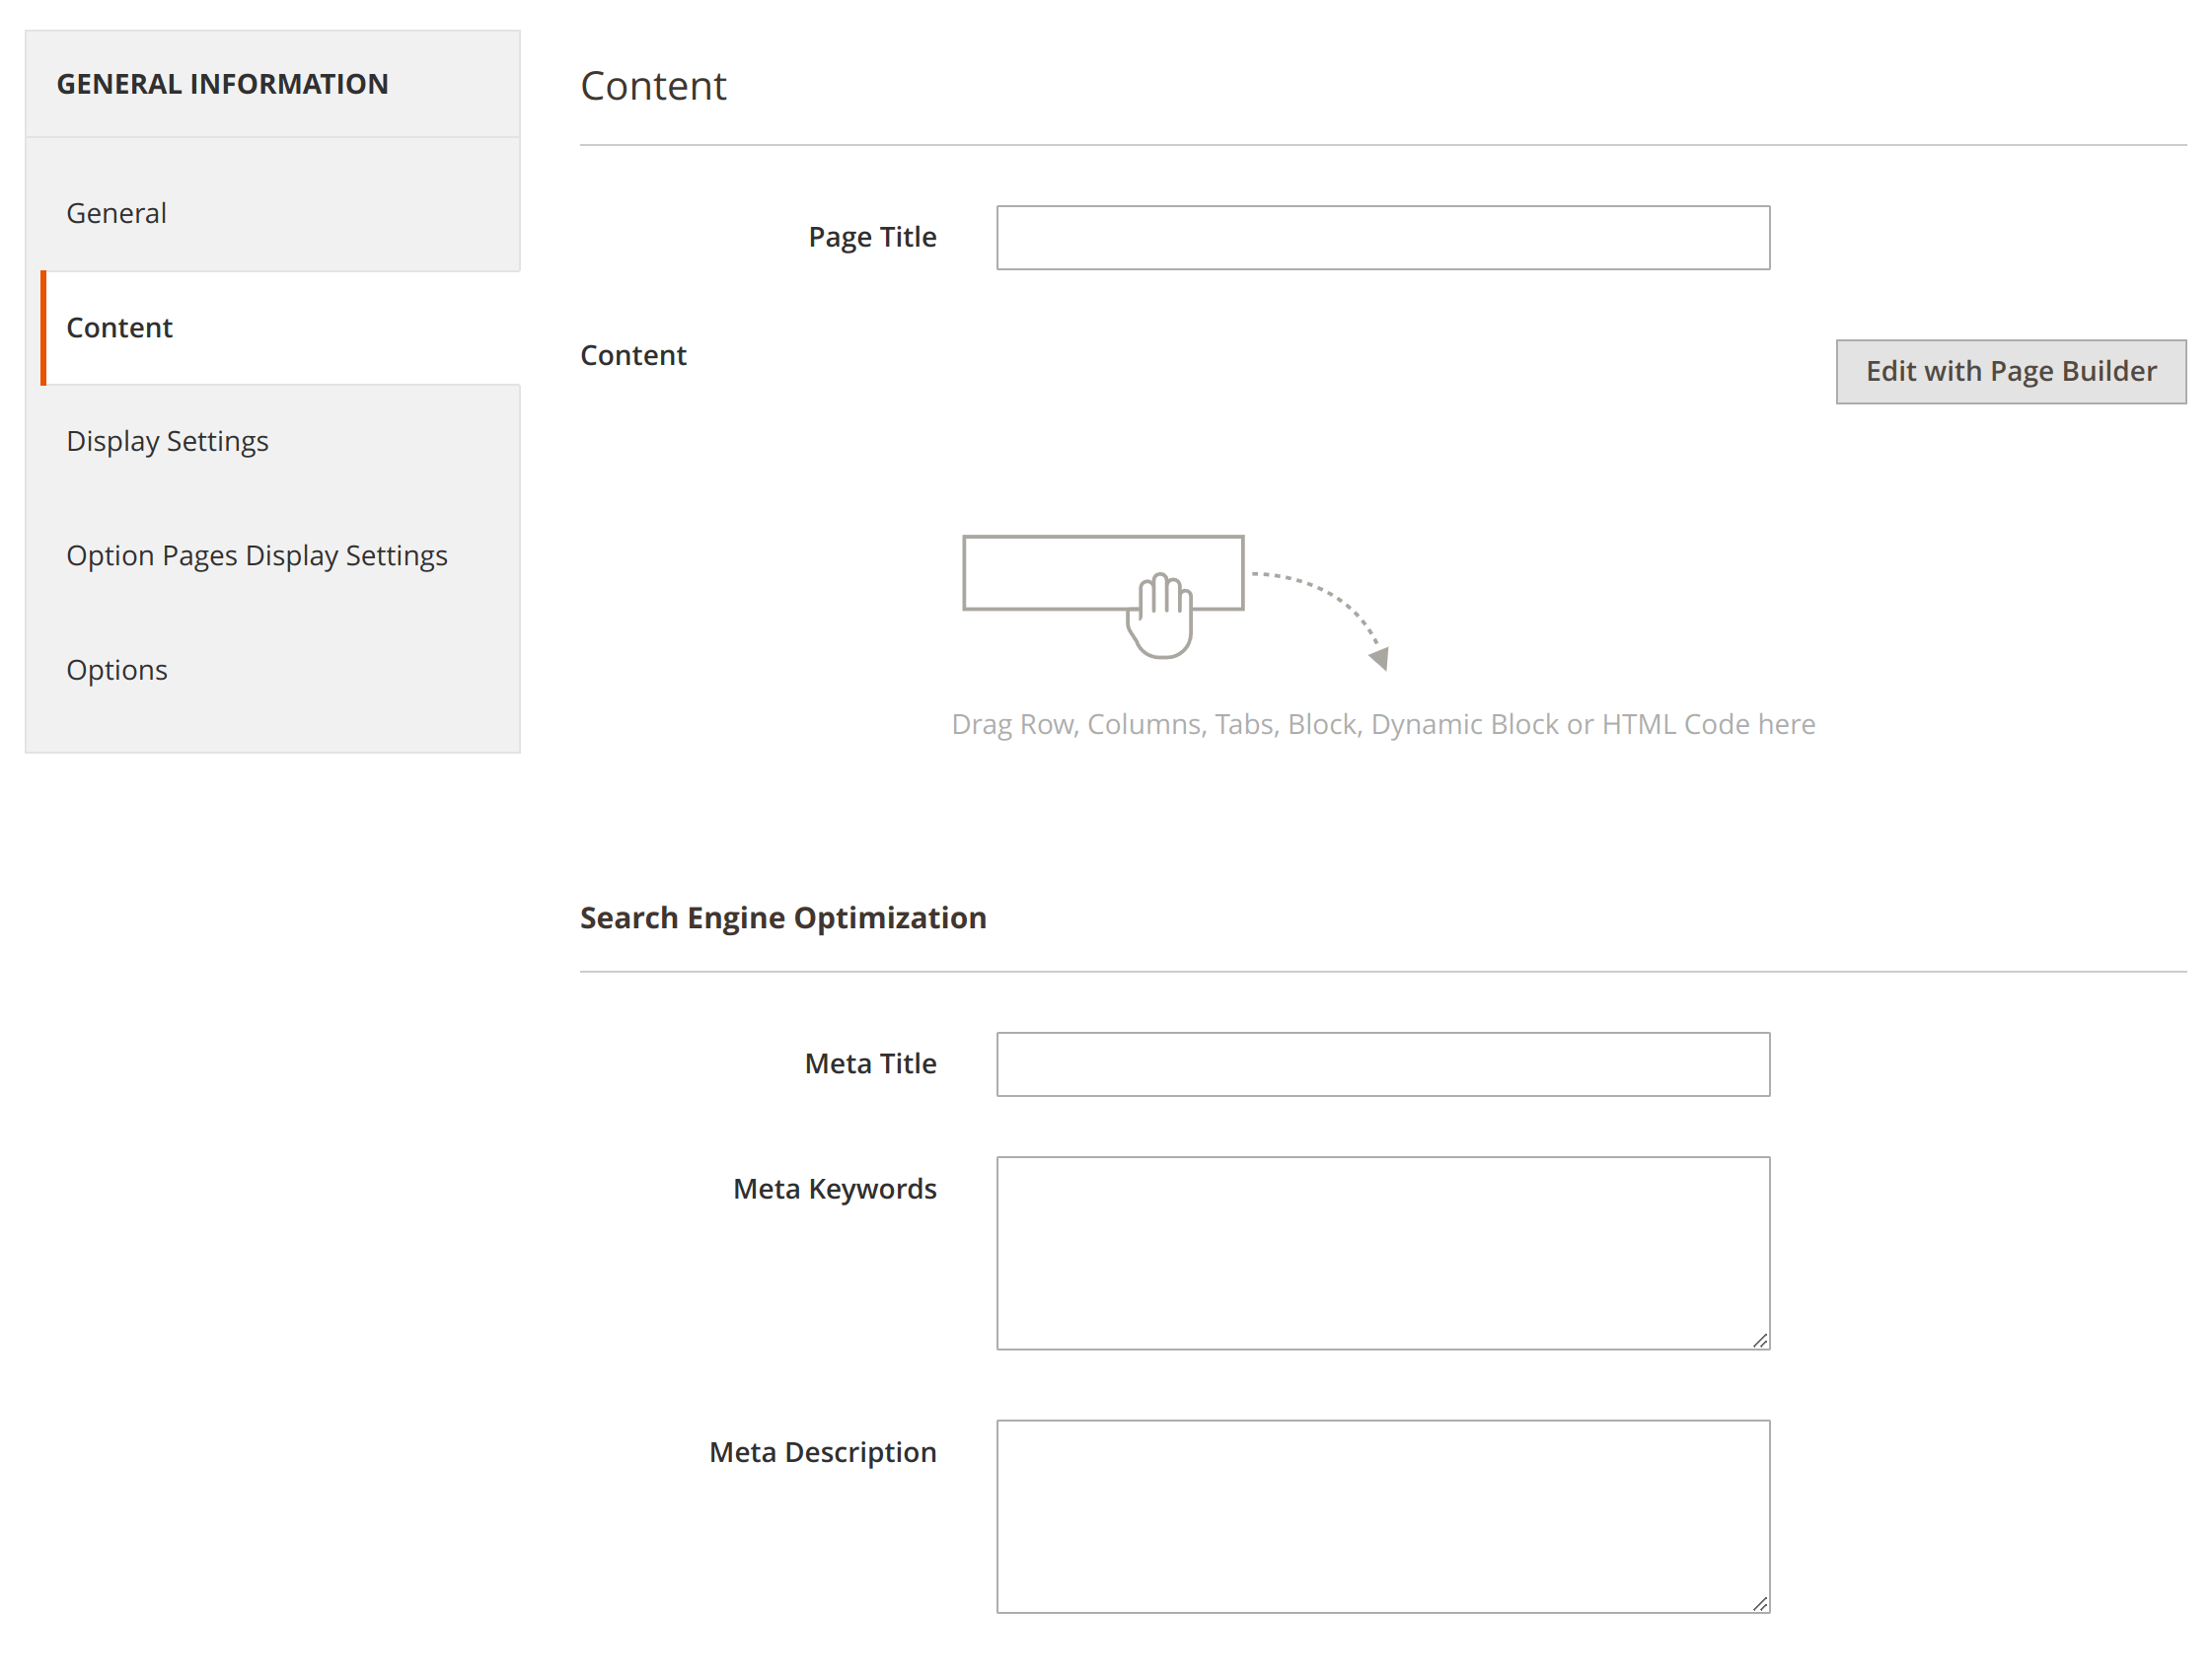 GENERAL INFORMATION
General
Content
Display Settings
Option Pages Display Settings
Options
Content
Page Title
Content
Edit with Page Builder
Drag Row, Columns, Tabs, Block, Dynamic Block or HTML Code here
Search Engine Optimization
Meta Title
Meta Keywords
Meta Description